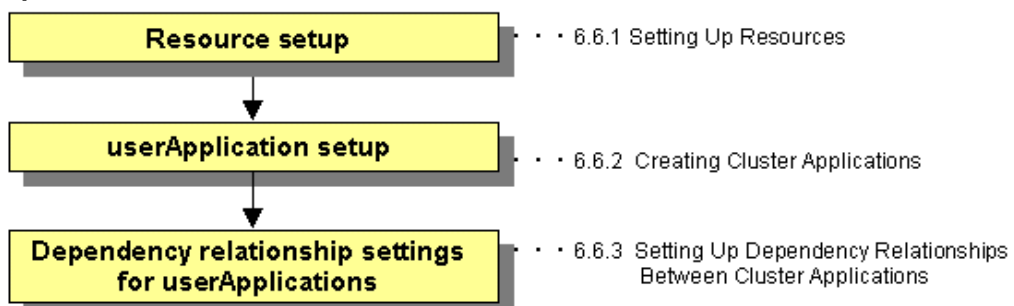 Resource setup
· · · 6.6.1 Setting Up Resources
userApplication setup
· · · 6.6.2 Creating Cluster Applications
Dependency relationship settings
for userApplications
· · · 6.6.3 Setting Up Dependency Relationships
Between Cluster Applications